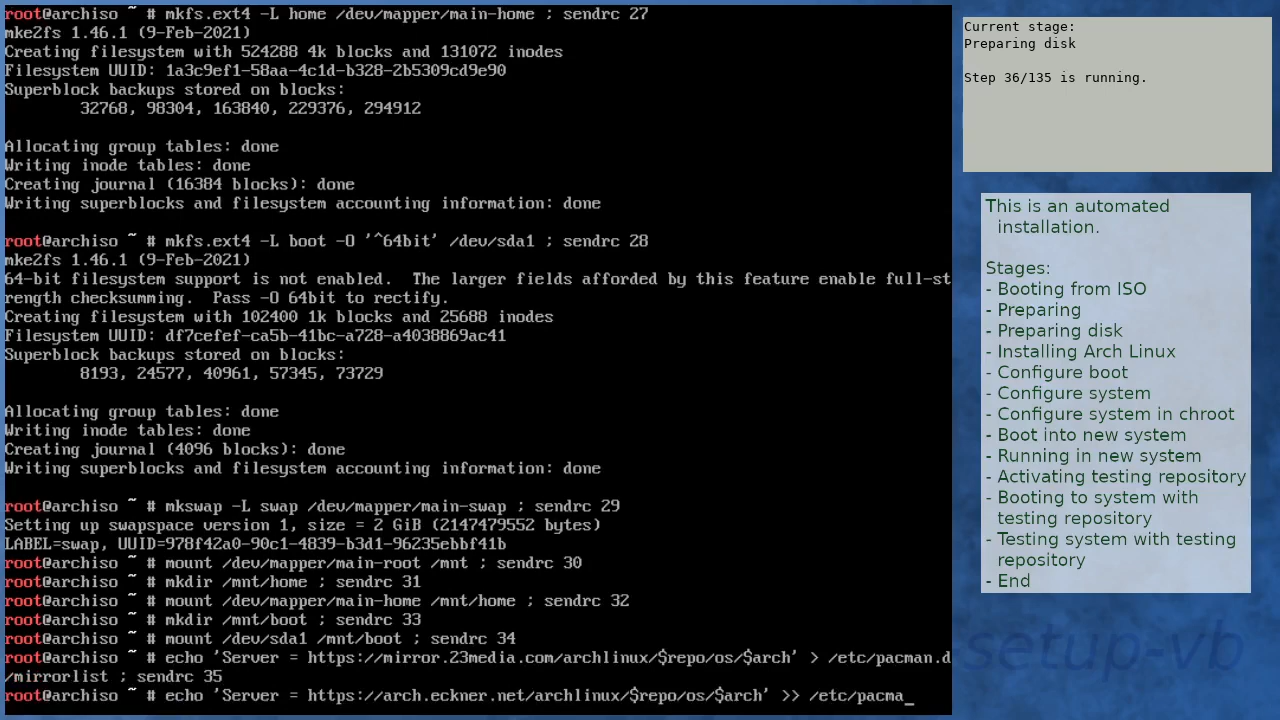 root@archiso ~ # mkfs.ext4 -L home /dev/mapper/main-home ; sendrc 27
mke2fs 1.46.1 (9-Feb-2021)
Creating filesystem with 524288 4k blocks and 131072 inodes
Filesystem UUID: 1a3c9ef1-58aa-4c1d-b328-2b5309cd9e90
Superblock backups stored on blocks:
32768, 98304, 163840, 229376, 294912
Allocating group tables: done
Writing inode tables: done
Creating journal (16384 blocks): done
Writing superblocks and filesystem accounting information: done
root@archiso ~ # mkfs.ext4 -L boot -O '^64bit' /dev/sda1 ; sendrc 28
mke2fs 1.46.1 (9-Feb-2021)
64-bit filesystem support is not enabled.  The larger fields afforded by this feature enable full-st
rength checksumming.  Pass -O 64bit to rectify.
Creating filesystem with 102400 1k blocks and 25688 inodes
Filesystem UUID: df7cefef-ca5b-41bc-a728-a4038869ac41
Superblock backups stored on blocks:
8193, 24577, 40961, 57345, 73729
Allocating group tables: done
Writing inode tables: done
Creating journal (4096 blocks): done
Writing superblocks and filesystem accounting information: done
root@archiso ~ # mkswap -L swap /dev/mapper/main-swap ; sendrc 29
Setting up swapspace version 1, size = 2 GiB (2147479552 bytes)
LABEL=swap, UUID=978f42a0-90c1-4839-b3d1-96235ebbf41b
root@archiso ~ # mount /dev/mapper/main-root /mnt ; sendrc 30
root@archiso ~ # mkdir /mnt/home ; sendrc 31
root@archiso ~ # mount /dev/mapper/main-home /mnt/home ; sendrc 32
root@archiso ~ # mkdir /mnt/boot ; sendrc 33
root@archiso ~ # mount /dev/sda1 /mnt/boot ; sendrc 34
root@archiso ~ # echo 'Server = https://mirror.23media.com/archlinux/$repo/os/$arch' > /etc/pacman.d
/mirrorlist ; sendrc 35
root@archiso ~ # echo 'Server = https://arch.eckner.net/archlinux/$repo/os/$arch' >> /etc/pacma_
Current stage:
Preparing disk
Step 36/135 is running.
This is an automated
installation.
Stages:
- Booting from ISO
- Preparing
- Preparing disk
- Installing Arch Linux
- Configure boot
- Configure system
- Configure system in chroot
- Boot into new system
- Running in new system
- Activating testing repository
- Booting to system with
testing repository
- Testing system with testing
repository
- End
setup-vb